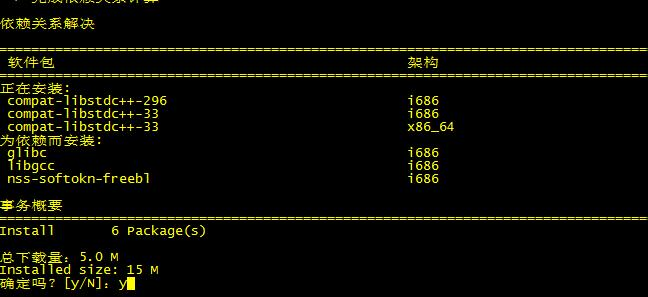 依赖关系解决
================================================================================
软件包 架构
================================================================================
正在安装:
compat-libstdc++-296 i686
compat-libstdc++-33 i686
compat-libstdc++-33 x86_64
为依赖而安装:
glibc i686
libgcc i686
nss-softokn-freebl i686
事务概要
================================================================================
Install 6 Package(s)
总下载量：5.0 M
Installed size: 15 M
确定吗？[y/N]：y